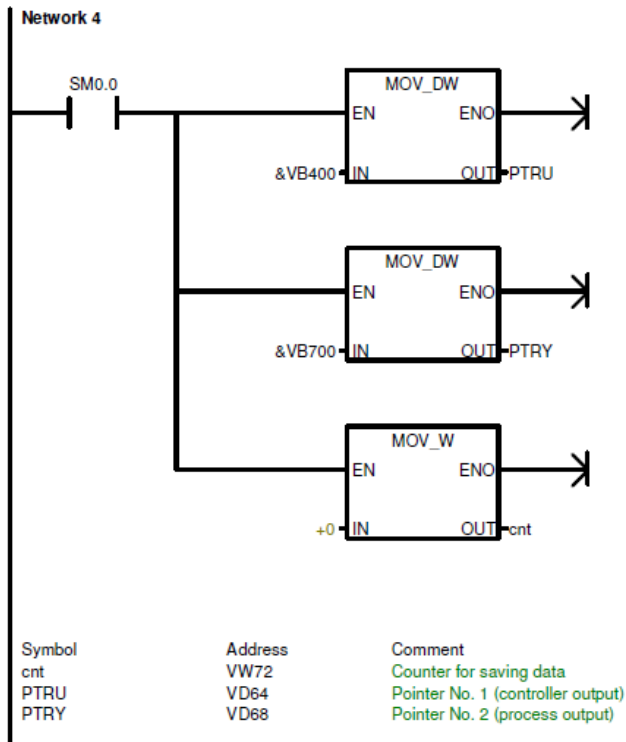 Network 4
SM0.0
MOV_DW
EN ENO
&VB400 IN OUT PTRU
MOV_DW
EN ENO
&VB700 IN OUT PTRY
MOV_W
EN ENO
+0 IN OUT cnt
Symbol Address Comment
cnt VW72 Counter for saving data
PTRU VD64 Pointer No. 1 (controller output)
PTRY VD68 Pointer No. 2 (process output)